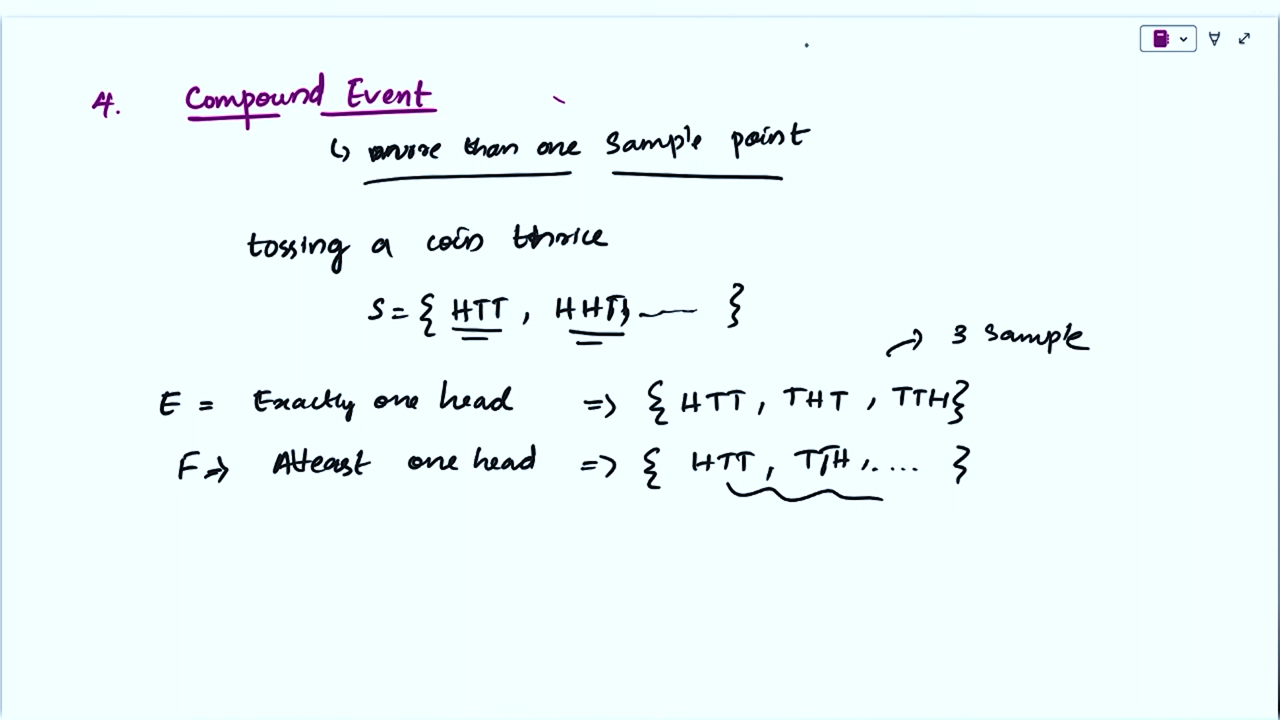 4. Compound Event
↳ more than one sample point
tossing a coin thrice
S = { HTT, HHT, —— }
→ 3 sample
E = Exactly one head => { HTT, THT, TTH}
F => Atleast one head => { HTT, TTH, .... }